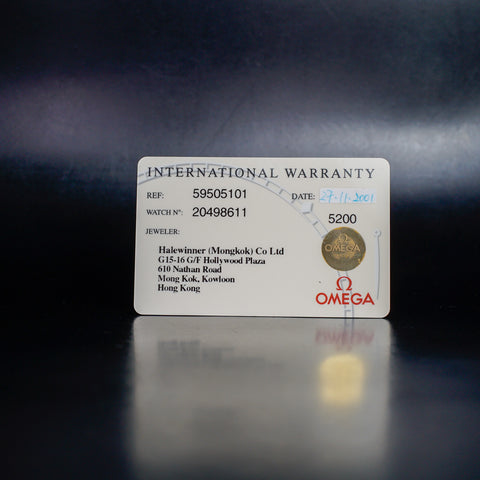 INTERNATIONAL WARRANTY
REF: 59505101 DATE: 27-11-2001
WATCH Nº: 20498611 5200
JEWELER:
Halewinner (Mongkok) Co Ltd
G15-16 G/F Hollywood Plaza
610 Nathan Road
Mong Kok, Kowloon
Hong Kong
Ω
OMEGA
Ω
OMEGA